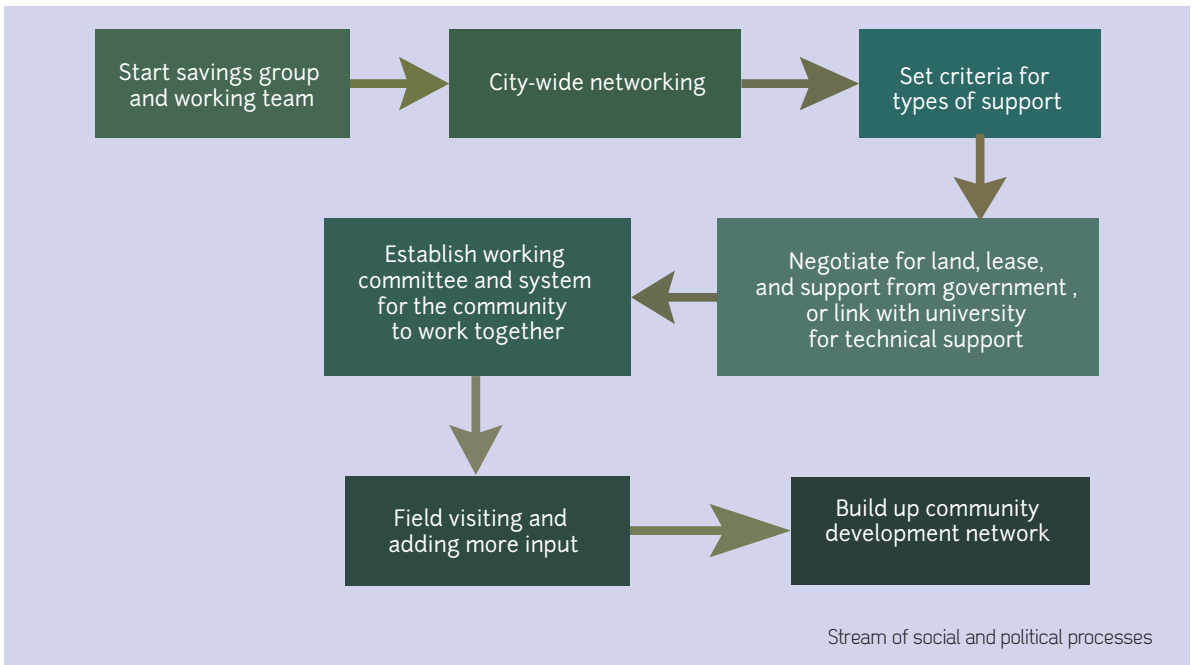 Start savings group
and working team
City-wide networking
Set criteria for
types of support
Negotiate for land, lease,
and support from government ,
or link with university
for technical support
Establish working
committee and system
for the community
to work together
Field visiting and
adding more input
Build up community
development network
Stream of social and political processes